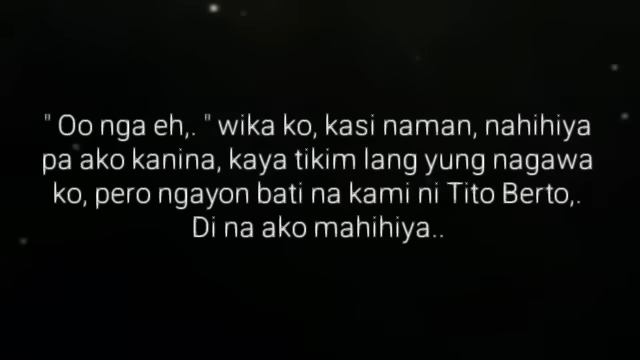 " Oo nga eh,. " wika ko, kasi naman, nahihiya
pa ako kanina, kaya tikim lang yung nagawa
ko, pero ngayon bati na kami ni Tito Berto,.
Di na ako mahihiya..